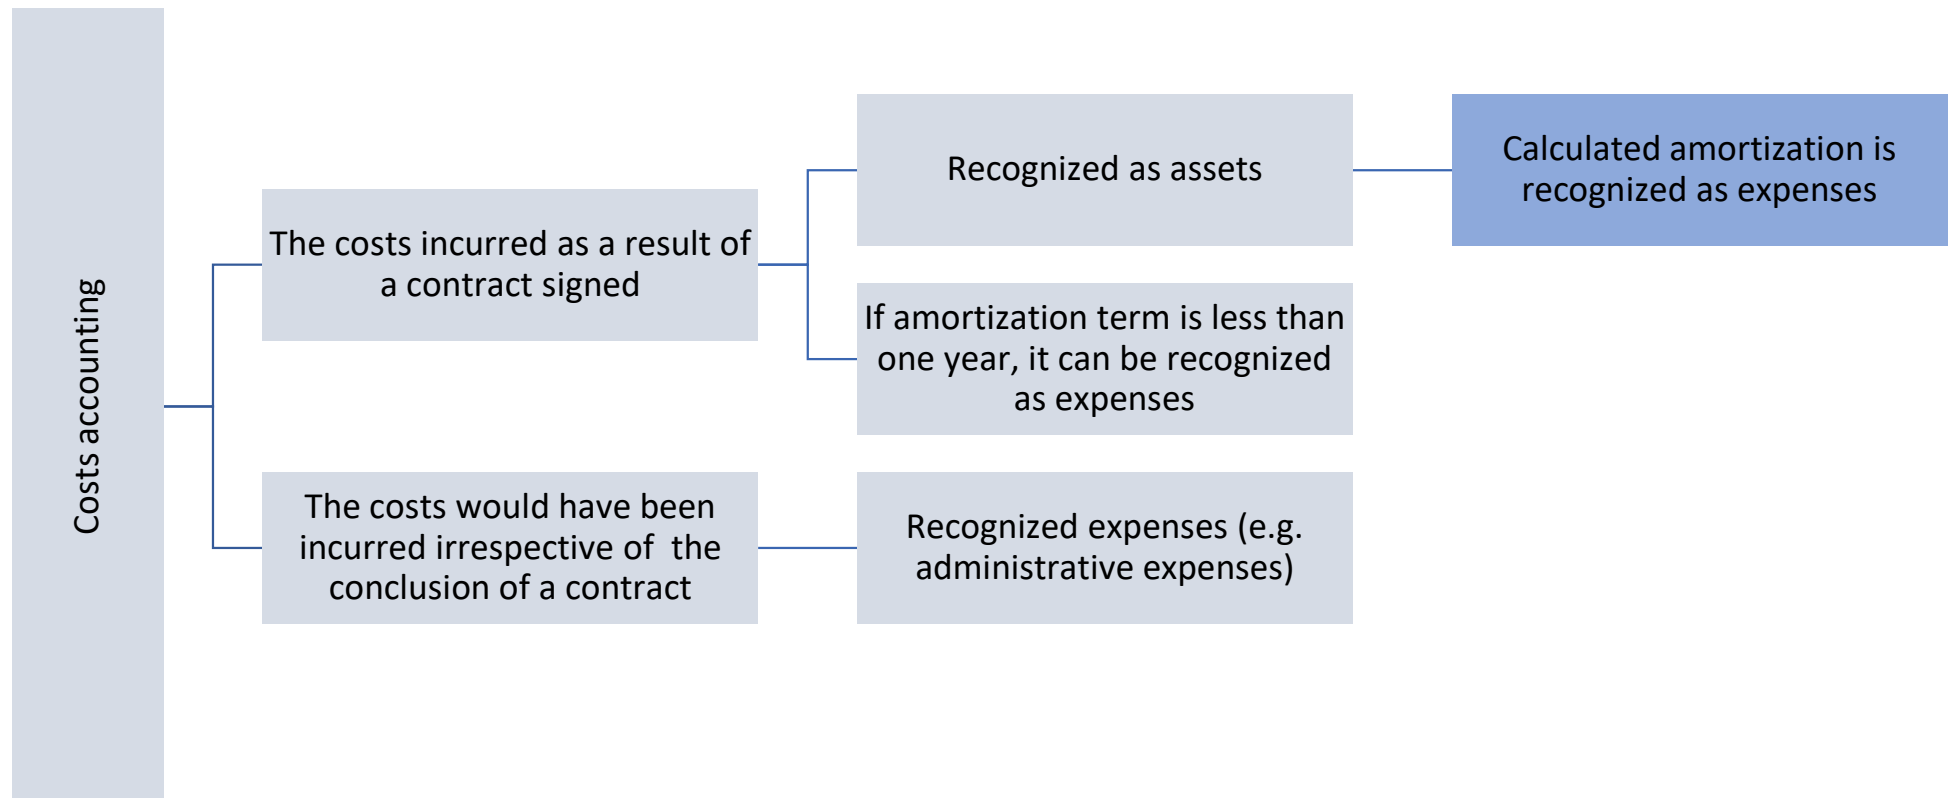 Costs accounting
The costs incurred as a result of
a contract signed
Recognized as assets
Calculated amortization is
recognized as expenses
If amortization term is less than
one year, it can be recognized
as expenses
The costs would have been
incurred irrespective of  the
conclusion of a contract
Recognized expenses (e.g.
administrative expenses)